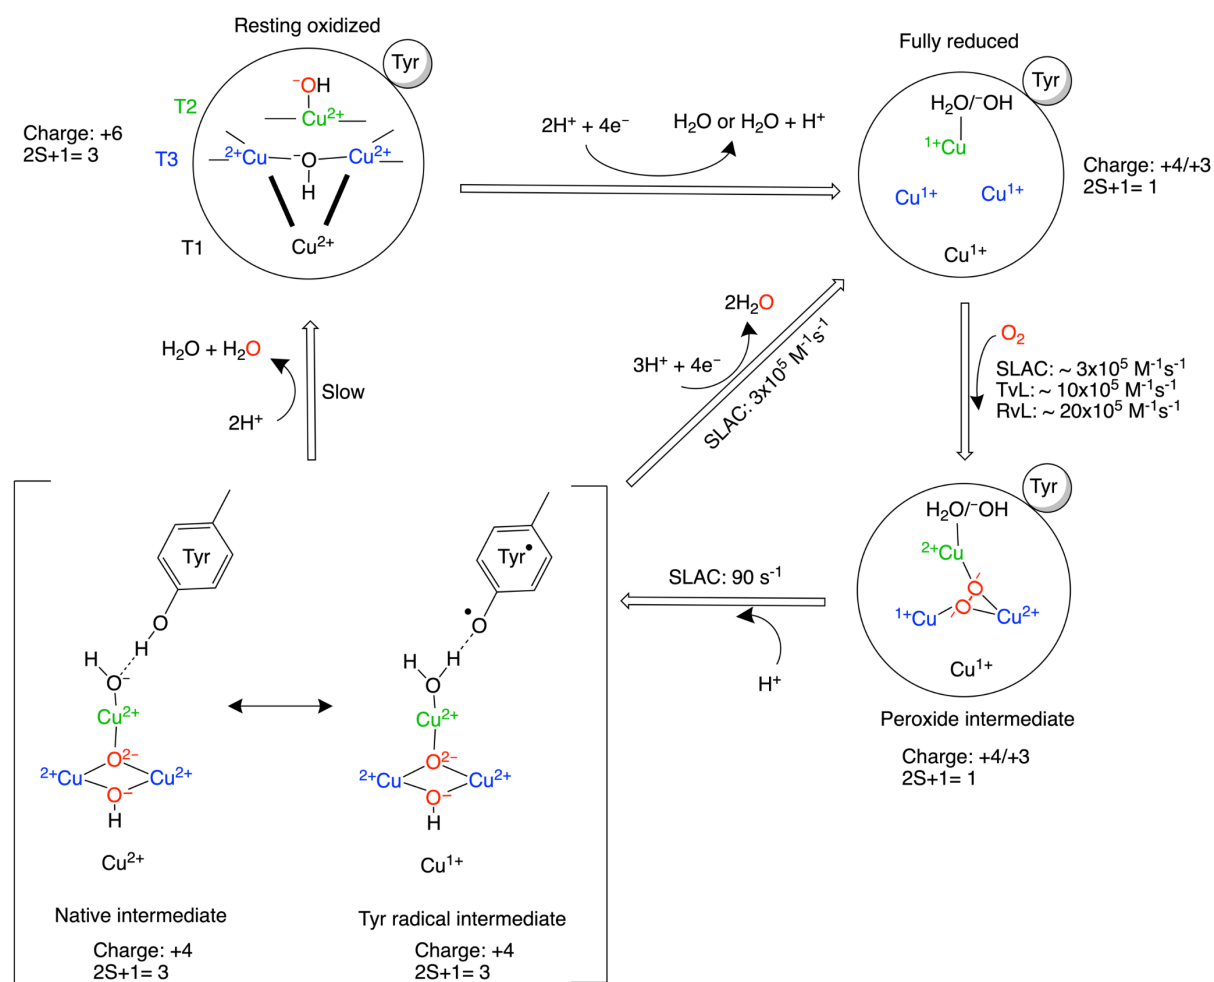 Resting oxidized
Tyr
⁻OH
T2
Cu²⁺
Charge: +6
2S+1= 3
T3
²⁺Cu
⁻O
Cu²⁺
H
T1
Cu²⁺
2H⁺ + 4e⁻
H₂O or H₂O + H⁺
Fully reduced
Tyr
H₂O/⁻OH
¹⁺Cu
Cu¹⁺
Cu¹⁺
Cu¹⁺
Charge: +4/+3
2S+1= 1
H₂O + H₂O
2H⁺
Slow
2H₂O
3H⁺ + 4e⁻
SLAC: 3x10⁵ M⁻¹s⁻¹
O₂
SLAC: ~ 3x10⁵ M⁻¹s⁻¹
TvL: ~ 10x10⁵ M⁻¹s⁻¹
RvL: ~ 20x10⁵ M⁻¹s⁻¹
Tyr
H₂O/⁻OH
²⁺Cu
O
O
¹⁺Cu
Cu²⁺
Cu¹⁺
Peroxide intermediate
Charge: +4/+3
2S+1= 1
SLAC: 90 s⁻¹
H⁺
Tyr
O
H
H
O⁻
Cu²⁺
O²⁻
²⁺Cu
Cu²⁺
O⁻
H
Cu²⁺
Native intermediate
Charge: +4
2S+1= 3
Tyr•
•
O
H
H
O
Cu²⁺
O²⁻
²⁺Cu
Cu²⁺
O⁻
H
Cu¹⁺
Tyr radical intermediate
Charge: +4
2S+1= 3